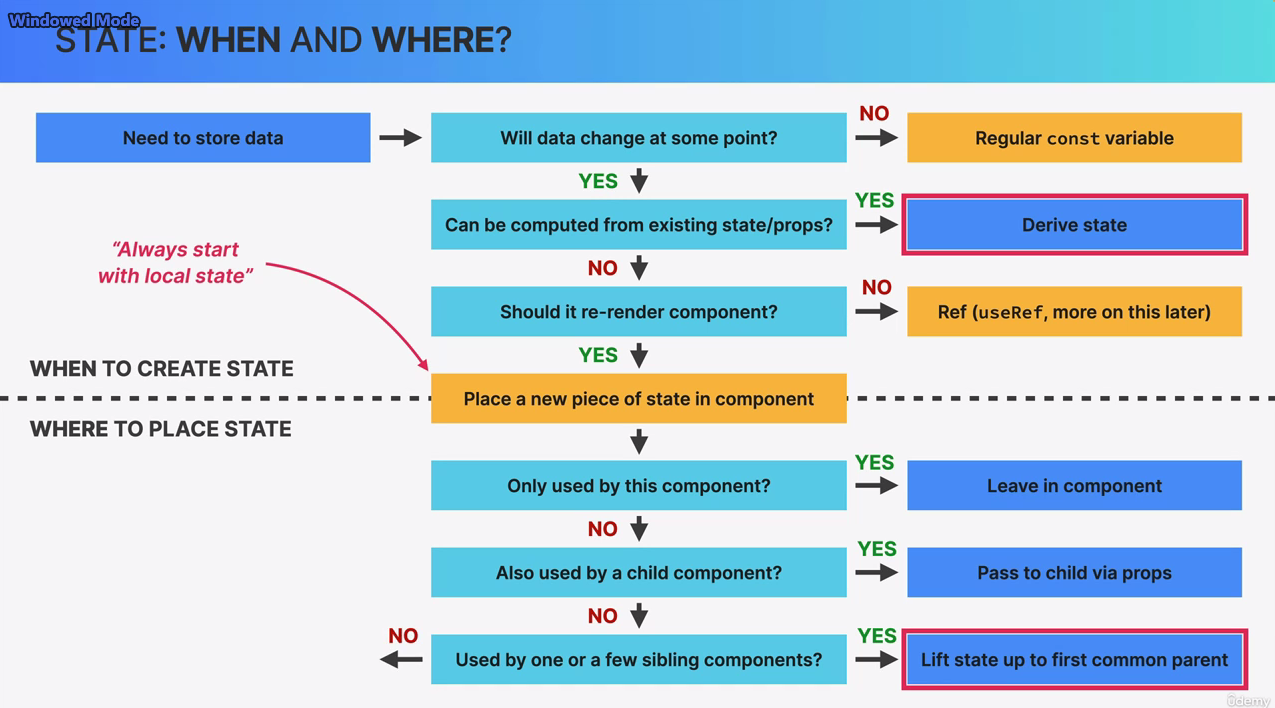 Windowed Mode
STATE: WHEN AND WHERE?
Need to store data
Will data change at some point?
NO
Regular const variable
YES
Can be computed from existing state/props?
YES
Derive state
"Always start
with local state"
NO
Should it re-render component?
NO
Ref (useRef, more on this later)
YES
WHEN TO CREATE STATE
Place a new piece of state in component
WHERE TO PLACE STATE
Only used by this component?
YES
Leave in component
NO
Also used by a child component?
YES
Pass to child via props
NO
NO
Used by one or a few sibling components?
YES
Lift state up to first common parent
ûdemy